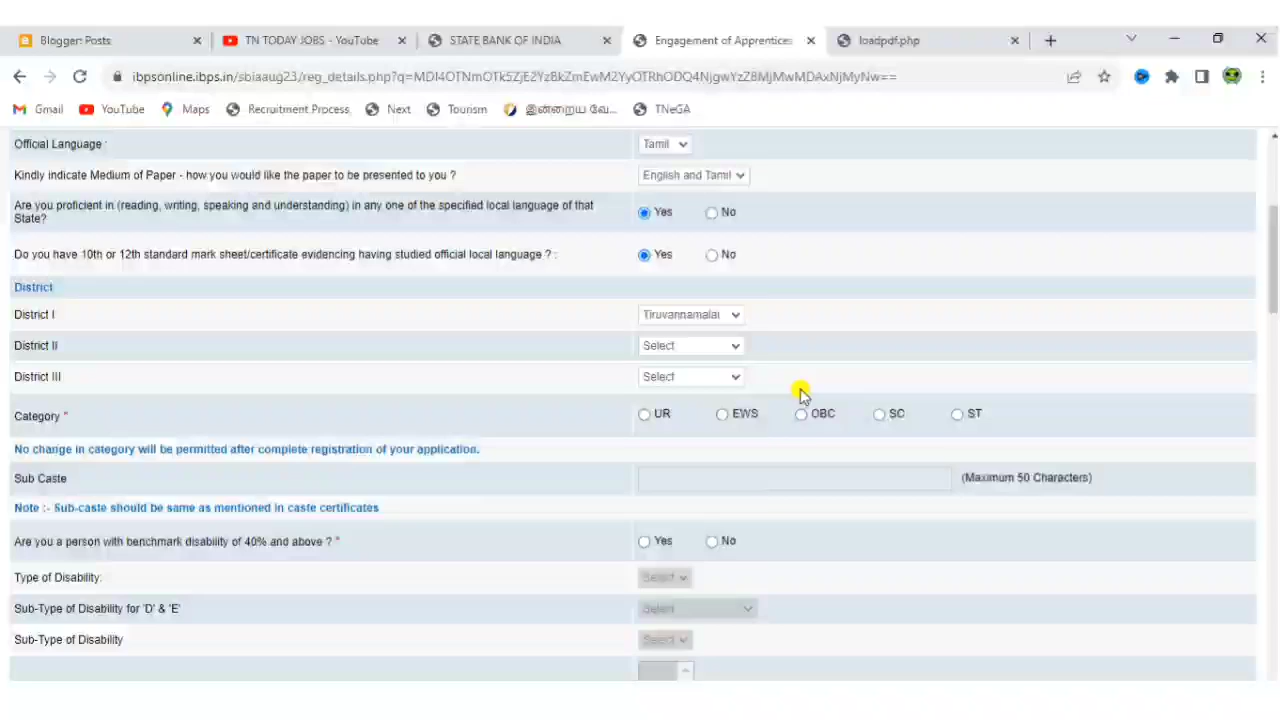 Blogger: Posts
TN TODAY JOBS - YouTube
STATE BANK OF INDIA
Engagement of Apprentices
loadpdf.php
Gmail
YouTube
Maps
Recruitment Process
Next
Tourism
இன்றைய வே...
TNeGA
Official Language :
Tamil
Kindly indicate Medium of Paper - how you would like the paper to be presented to you ?
English and Tamil
Are you proficient in (reading, writing, speaking and understanding) in any one of the specified local language of that
State?
Yes
No
Do you have 10th or 12th standard mark sheet/certificate evidencing having studied official local language ? :
Yes
No
District
District I
Tiruvannamalai
District II
Select
District III
Select
Category *
UR
EWS
OBC
SC
ST
No change in category will be permitted after complete registration of your application.
Sub Caste
(Maximum 50 Characters)
Note :- Sub-caste should be same as mentioned in caste certificates
Are you a person with benchmark disability of 40% and above ? *
Yes
No
Type of Disability:
Select
Sub-Type of Disability for 'D' & 'E'
Select
Sub-Type of Disability
Select